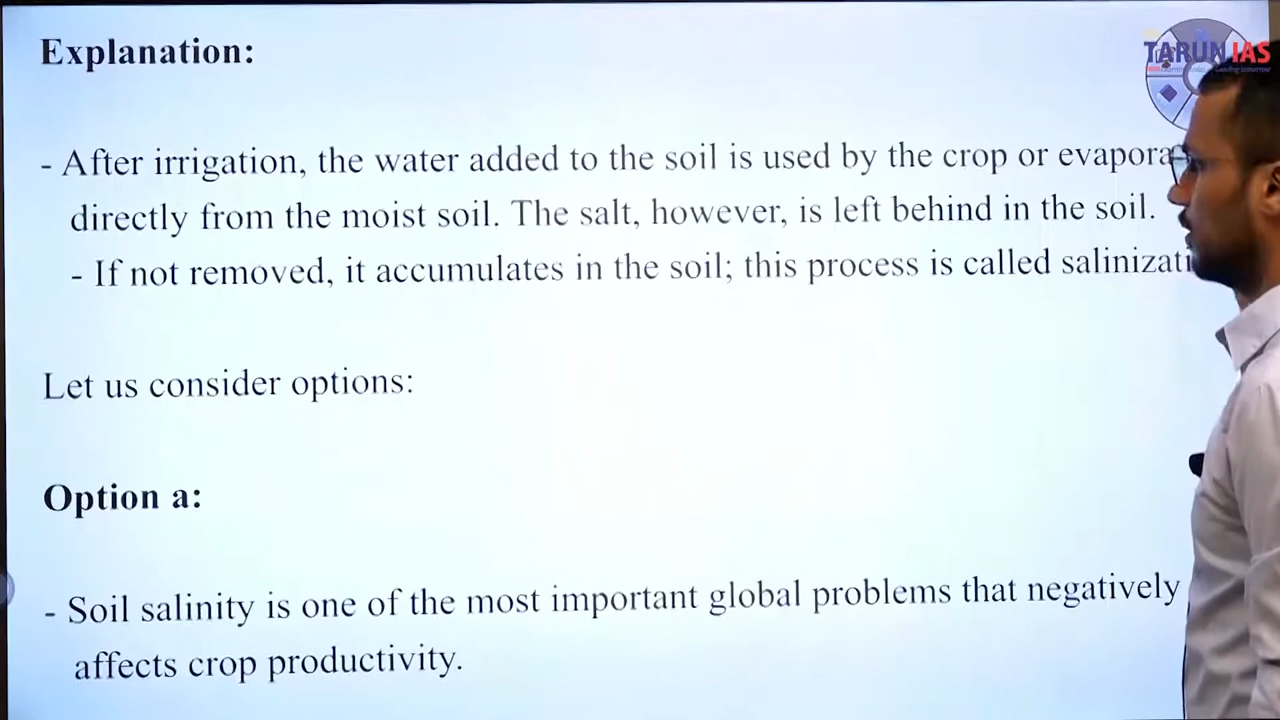 Explanation:
TARUN IAS
- After irrigation, the water added to the soil is used by the crop or
directly from the moist soil. The salt, however, is left behind in the soil.
- If not removed, it accumulates in the soil; this process is called
Let us consider options:
Option a:
- Soil salinity is one of the most important global problems that negatively
affects crop productivity.